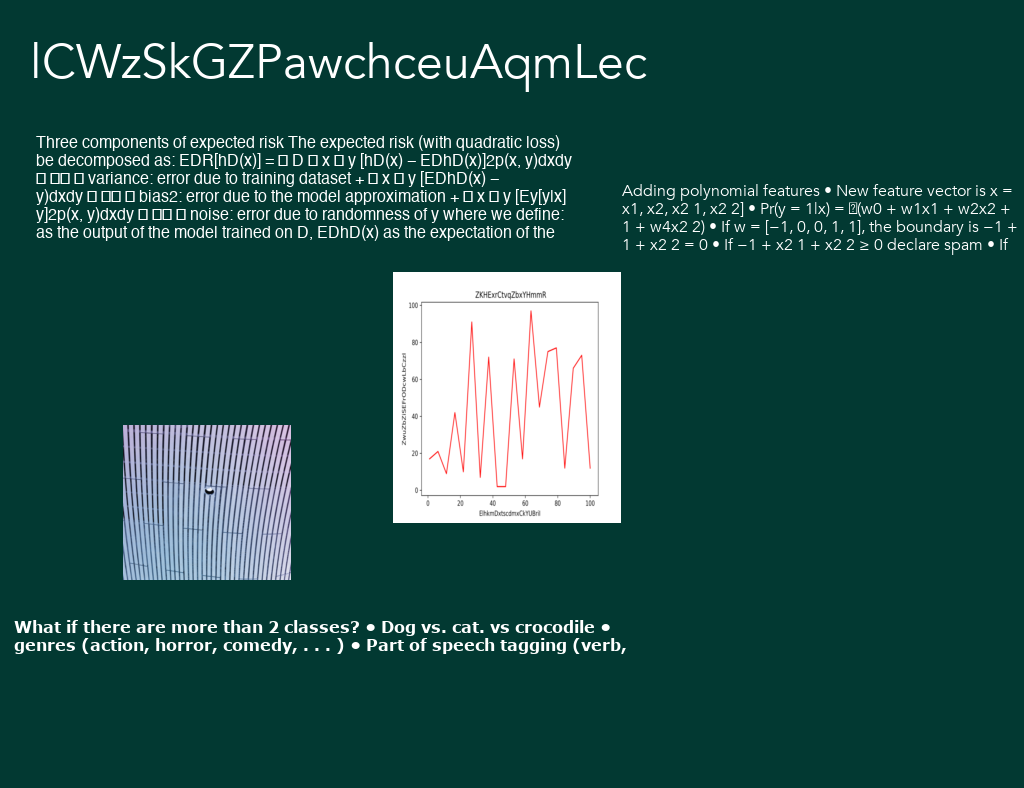 lCWzSkGZPawchceuAqmLec
Three components of expected risk The expected risk (with quadratic loss)
be decomposed as: EDR[hD(x)] = □ D □ x □ y [hD(x) − EDhD(x)]2p(x, y)dxdy
□ □□ □ variance: error due to training dataset + □ x □ y [EDhD(x) −
y)dxdy □ □□ □ bias2: error due to the model approximation + □ x □ y [Ey[y|x]
y]2p(x, y)dxdy □ □□ □ noise: error due to randomness of y where we define:
as the output of the model trained on D, EDhD(x) as the expectation of the
Adding polynomial features • New feature vector is x =
x1, x2, x2 1, x2 2] • Pr(y = 1|x) = □(w0 + w1x1 + w2x2 +
1 + w4x2 2) • If w = [−1, 0, 0, 1, 1], the boundary is −1 +
1 + x2 2 = 0 • If −1 + x2 1 + x2 2 ≥ 0 declare spam • If
ZKHExrCtvqZbxYHmmR
100
80
60
40
20
0
0 20 40 60 80 100
What if there are more than 2 classes? • Dog vs. cat. vs crocodile •
genres (action, horror, comedy, . . . ) • Part of speech tagging (verb,